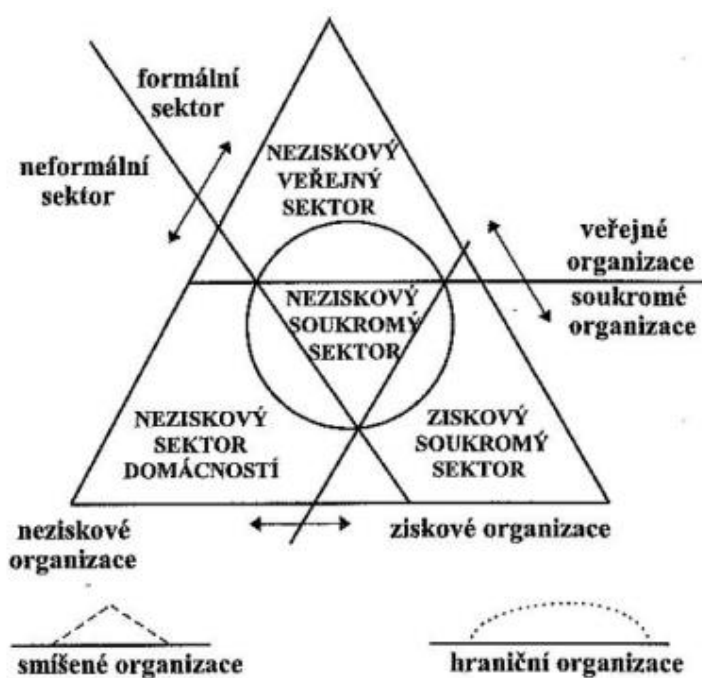 formální
sektor
neformální
sektor
NEZISKOVÝ
VEŘEJNÝ
SEKTOR
veřejné
organizace
soukromé
organizace
NEZISKOVÝ
SOUKROMÝ
SEKTOR
NEZISKOVÝ
SEKTOR
DOMÁCNOSTÍ
ZISKOVÝ
SOUKROMÝ
SEKTOR
neziskové
organizace
ziskové organizace
smíšené organizace
hraniční organizace